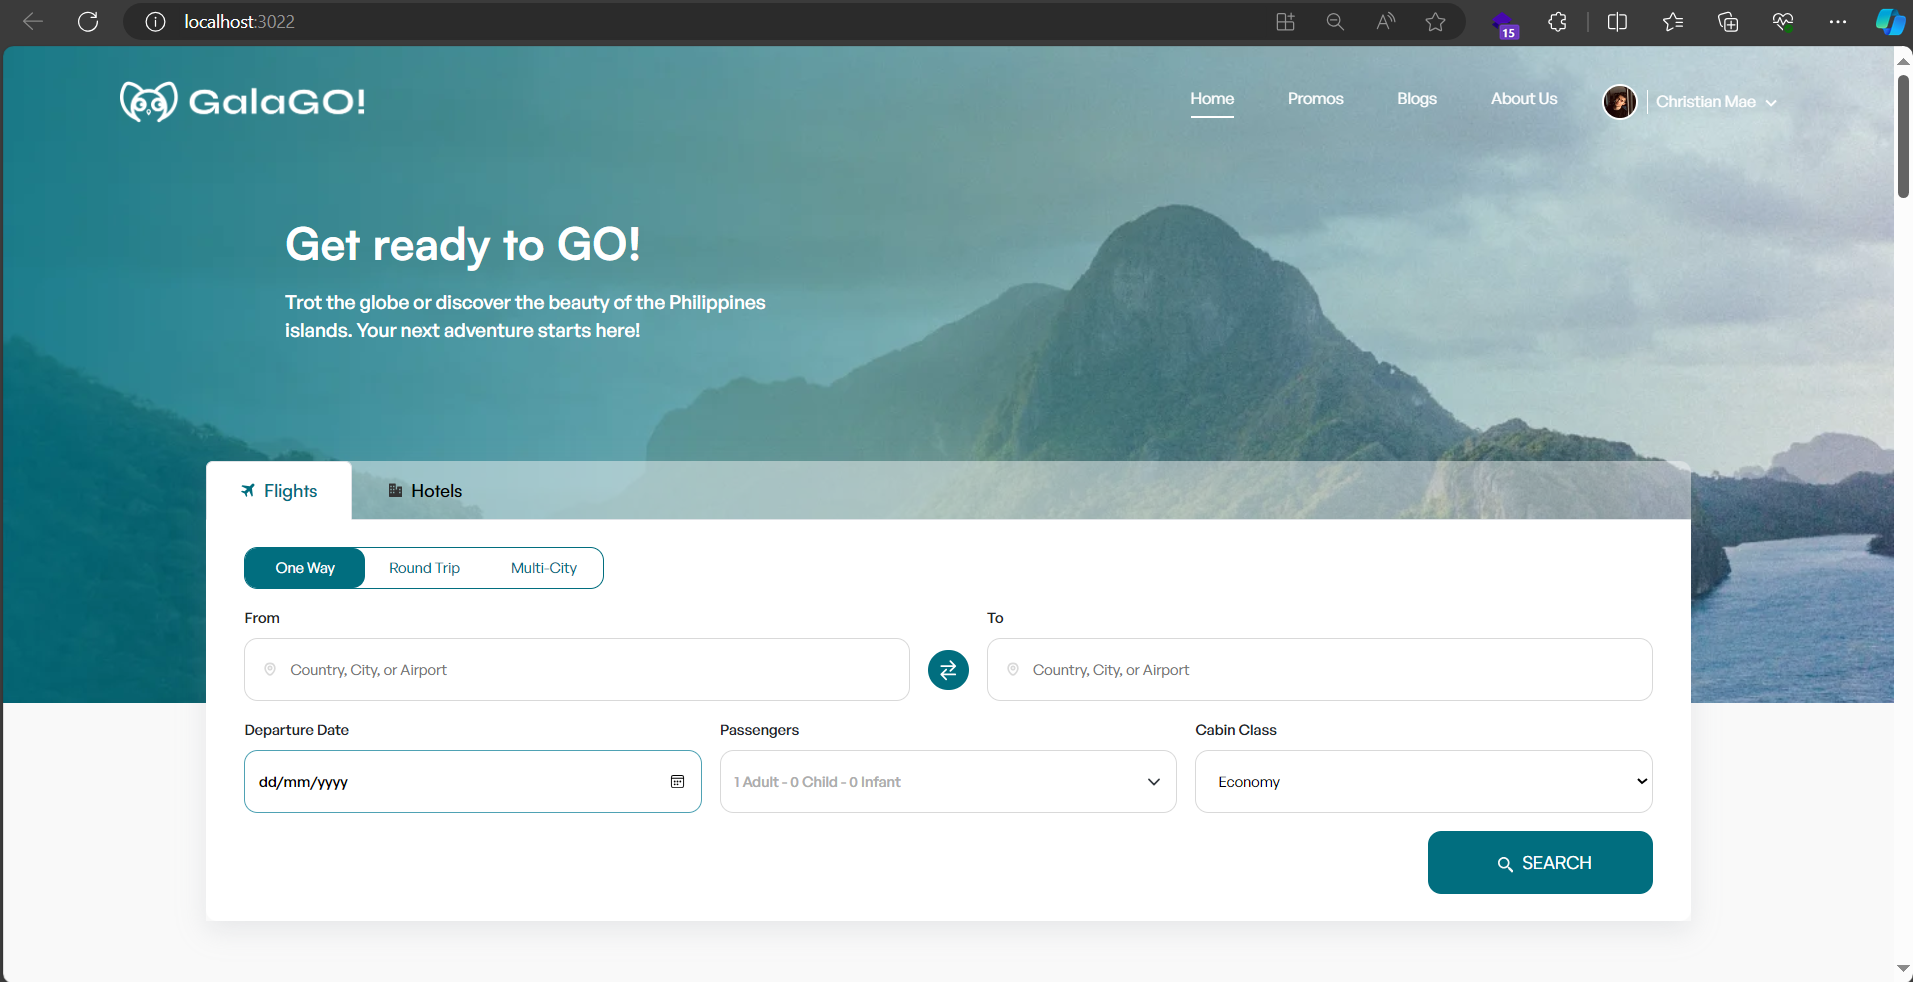 localhost:3022
15
GalaGO!
Home
Promos
Blogs
About Us
Christian Mae
Get ready to GO!
Trot the globe or discover the beauty of the Philippines
islands. Your next adventure starts here!
Flights
Hotels
One Way
Round Trip
Multi-City
From
To
Country, City, or Airport
Country, City, or Airport
Departure Date
Passengers
Cabin Class
dd/mm/yyyy
1 Adult - 0 Child - 0 Infant
Economy
SEARCH